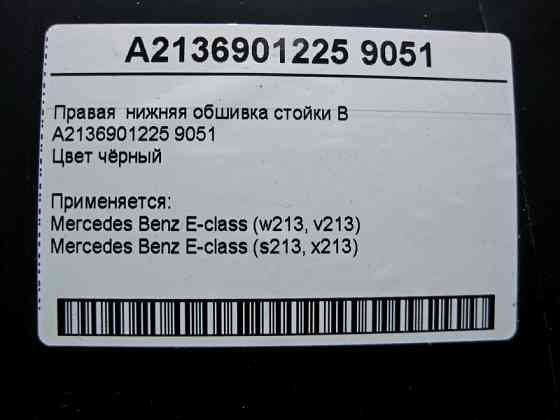 A2136901225 9051
Правая нижняя обшивка стойки В
A2136901225 9051
Цвет чёрный
Применяется:
Mercedes Benz E-class (w213, v213)
Mercedes Benz E-class (s213, x213)